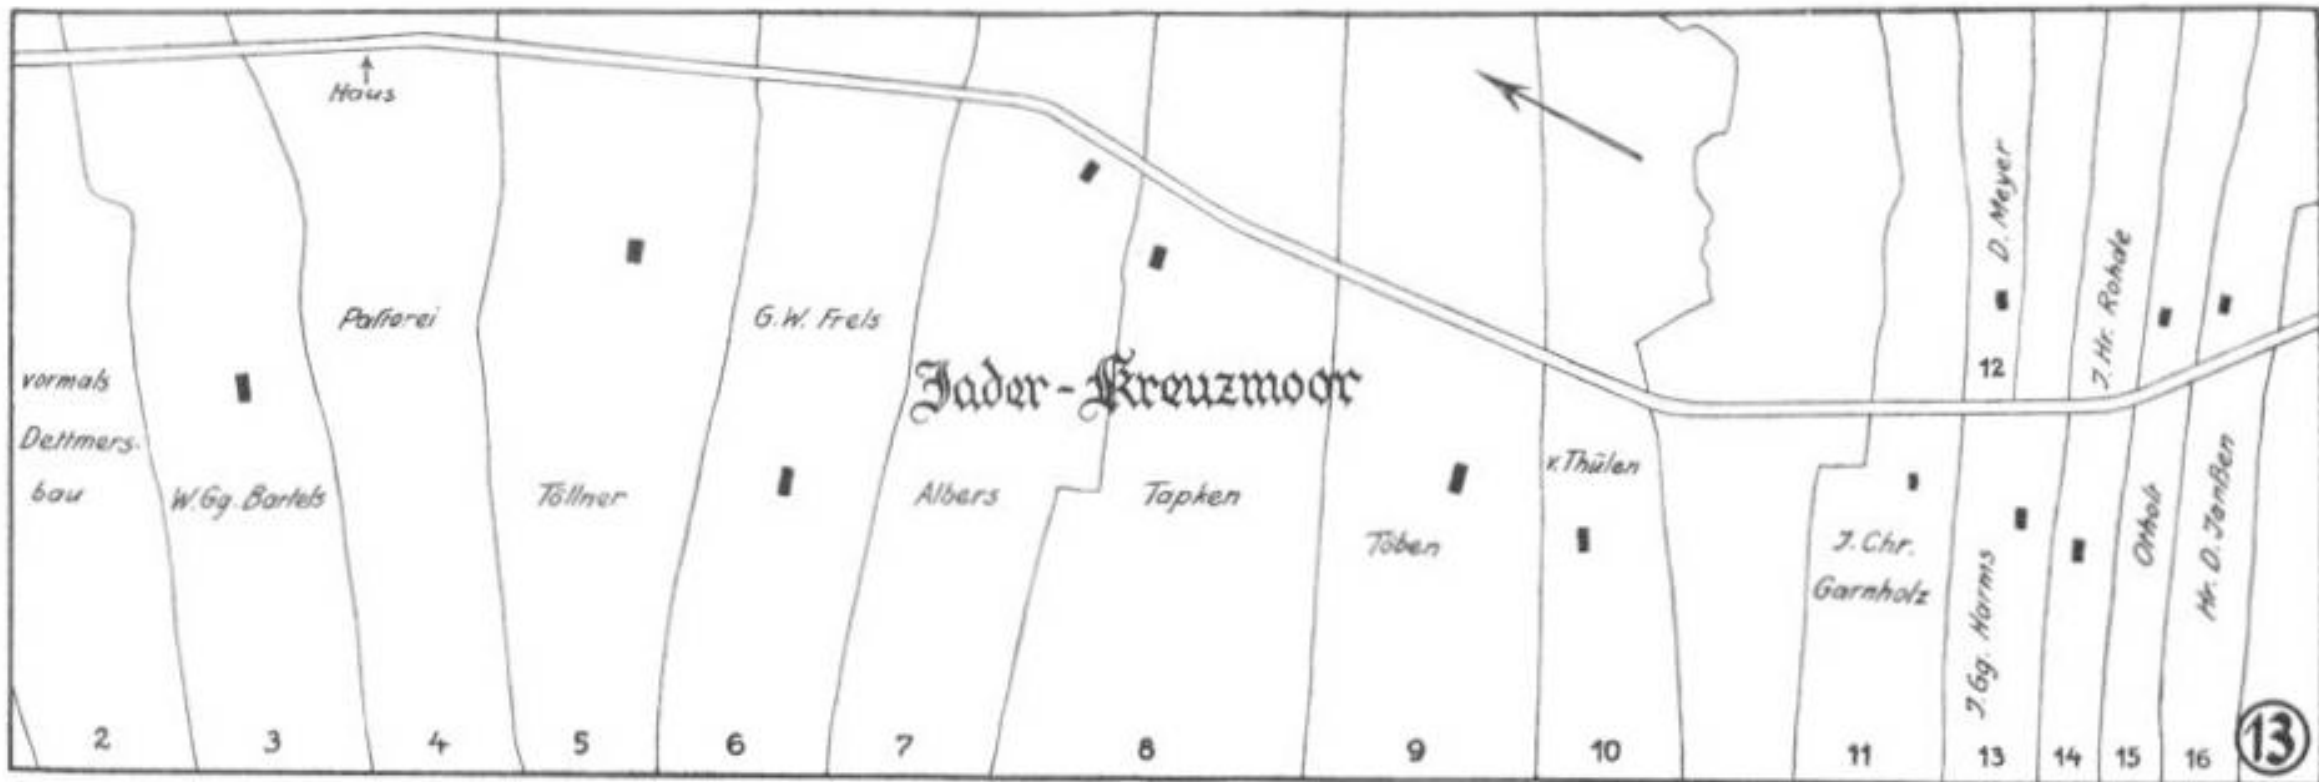 Haus
Pastorei
vormals
Dettmers-
bau
W.Gg. Bartels
Töllner
G.W. Frels
Jader-Kreuzmoor
Albers
Tapken
Töben
v. Thülen
J. Chr.
Garnholz
D. Meyer
12
J. Gg. Harms
J. Hr. Rohde
Hr. D. Janßen
2 3 4 5 6 7 8 9 10 11 13 14 15 16
13